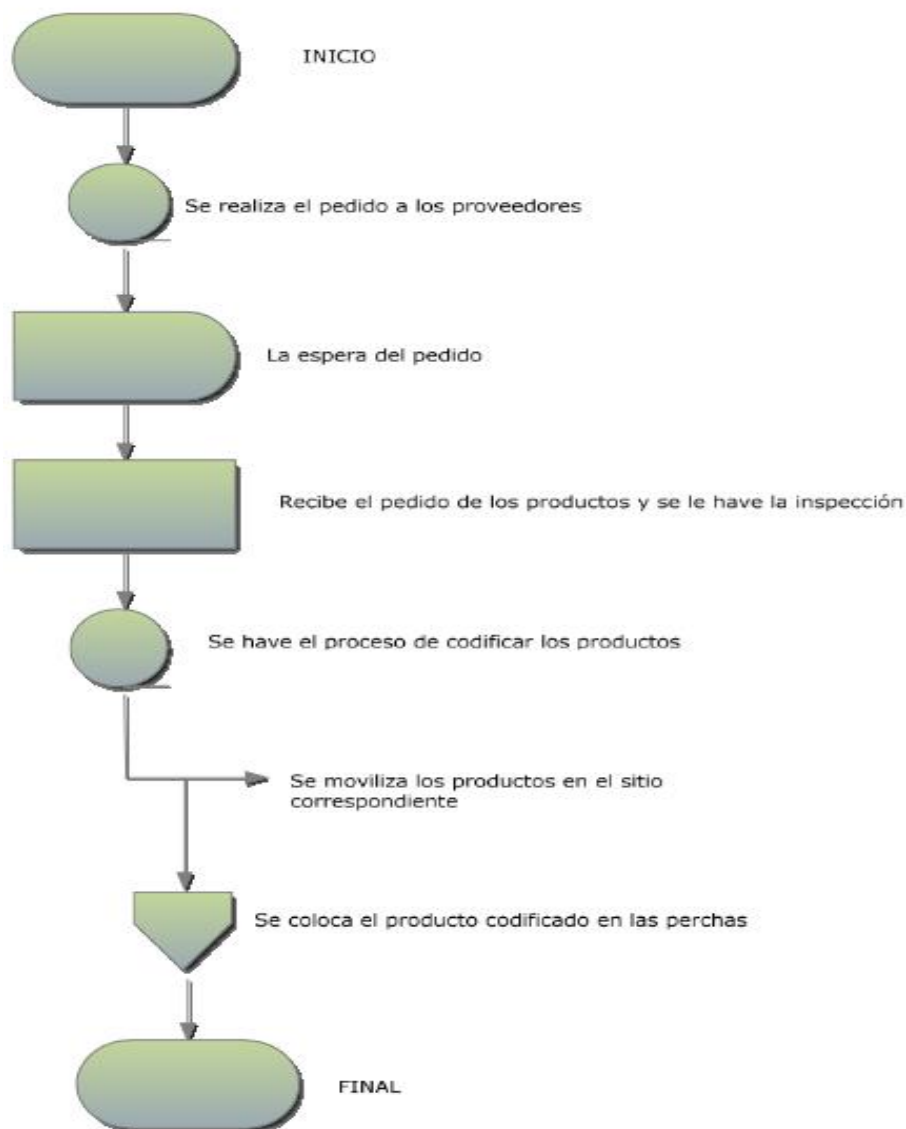 INICIO
Se realiza el pedido a los proveedores
La espera del pedido
Recibe el pedido de los productos y se le have la inspección
Se have el proceso de codificar los productos
Se moviliza los productos en el sitio
correspondiente
Se coloca el producto codificado en las perchas
FINAL